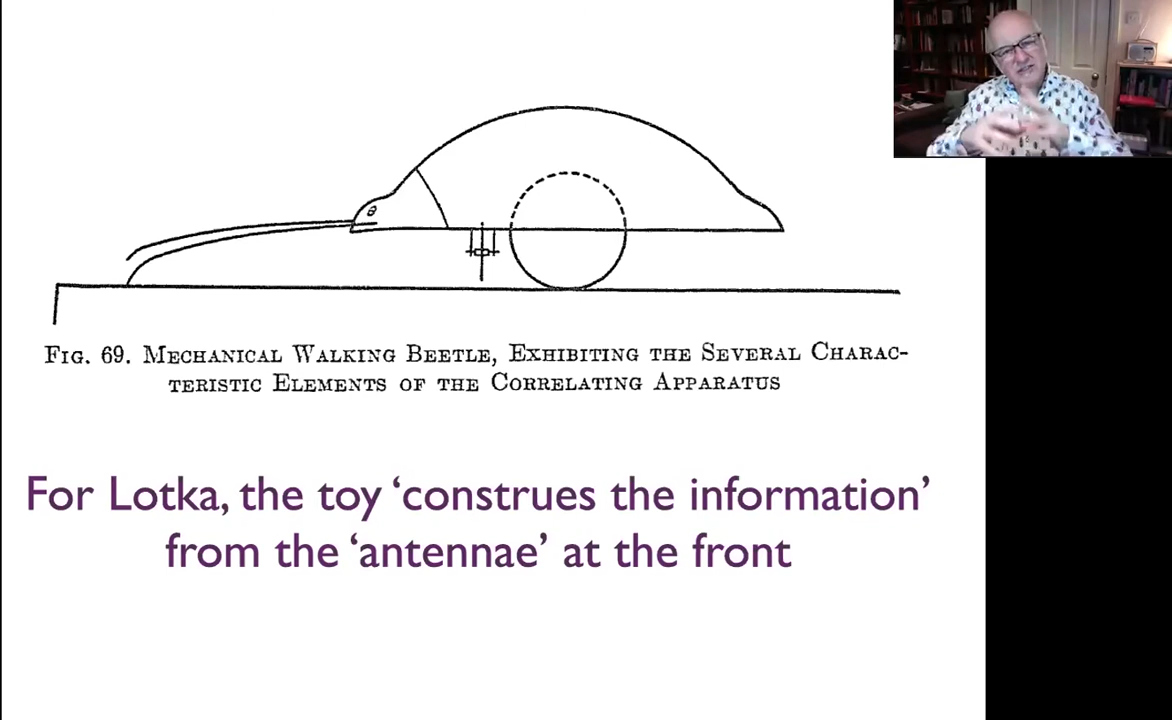 Fig. 69. Mechanical Walking Beetle, Exhibiting the Several Charac-
teristic Elements of the Correlating Apparatus
For Lotka, the toy ‘construes the information’
from the ‘antennae’ at the front